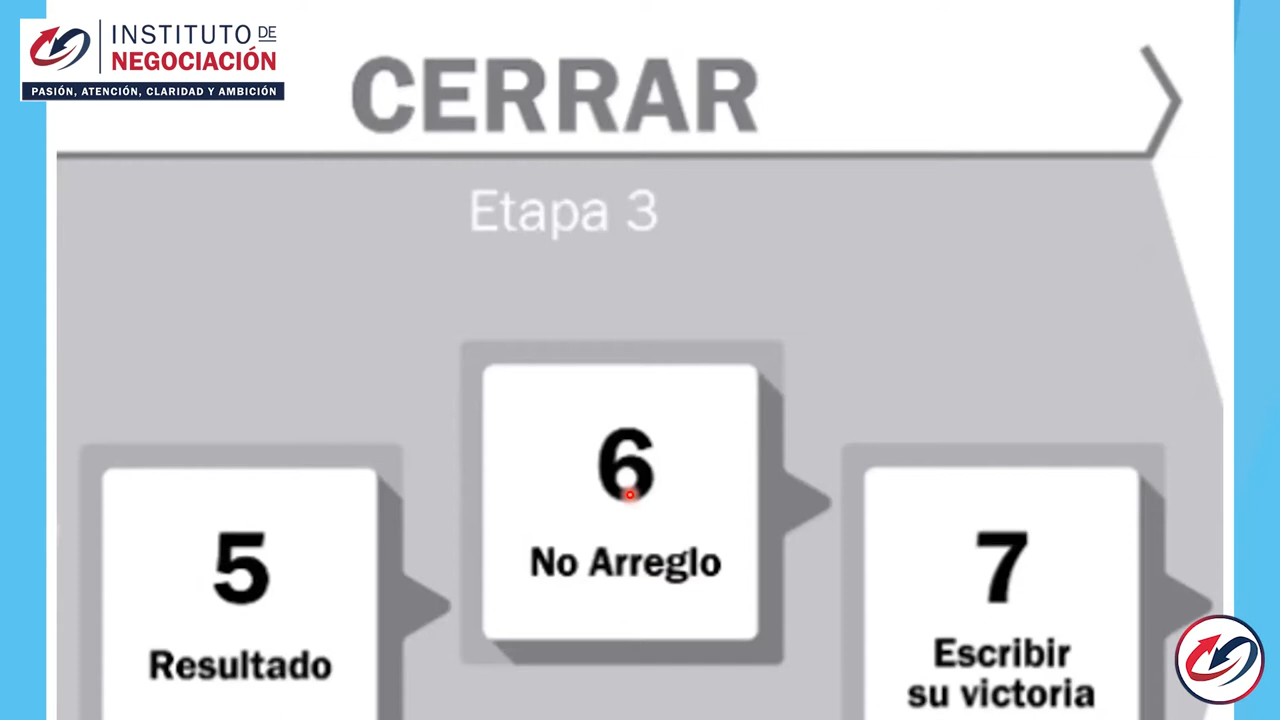 INSTITUTO DE
NEGOCIACIÓN
PASIÓN, ATENCIÓN, CLARIDAD Y AMBICIÓN
CERRAR
Etapa 3
5
Resultado
6
No Arreglo
7
Escribir
su victoria